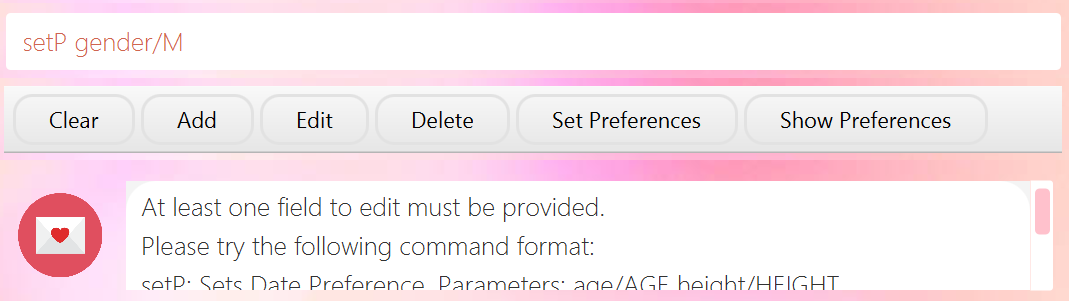 setP gender/M
Clear Add Edit Delete Set Preferences Show Preferences
At least one field to edit must be provided.
Please try the following command format:
setP: Sets Date Preference. Parameters: age/AGE height/HEIGHT